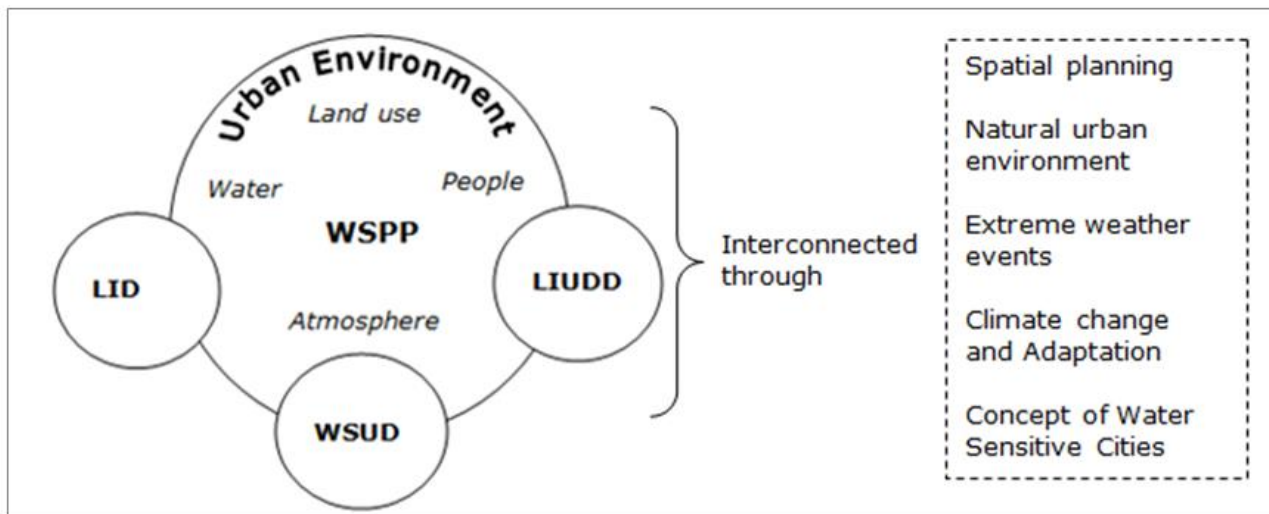 Urban Environment
Land use
Water
People
WSPP
LID
LIUDD
Atmosphere
WSUD
Interconnected
through
Spatial planning
Natural urban
environment
Extreme weather
events
Climate change
and Adaptation
Concept of Water
Sensitive Cities